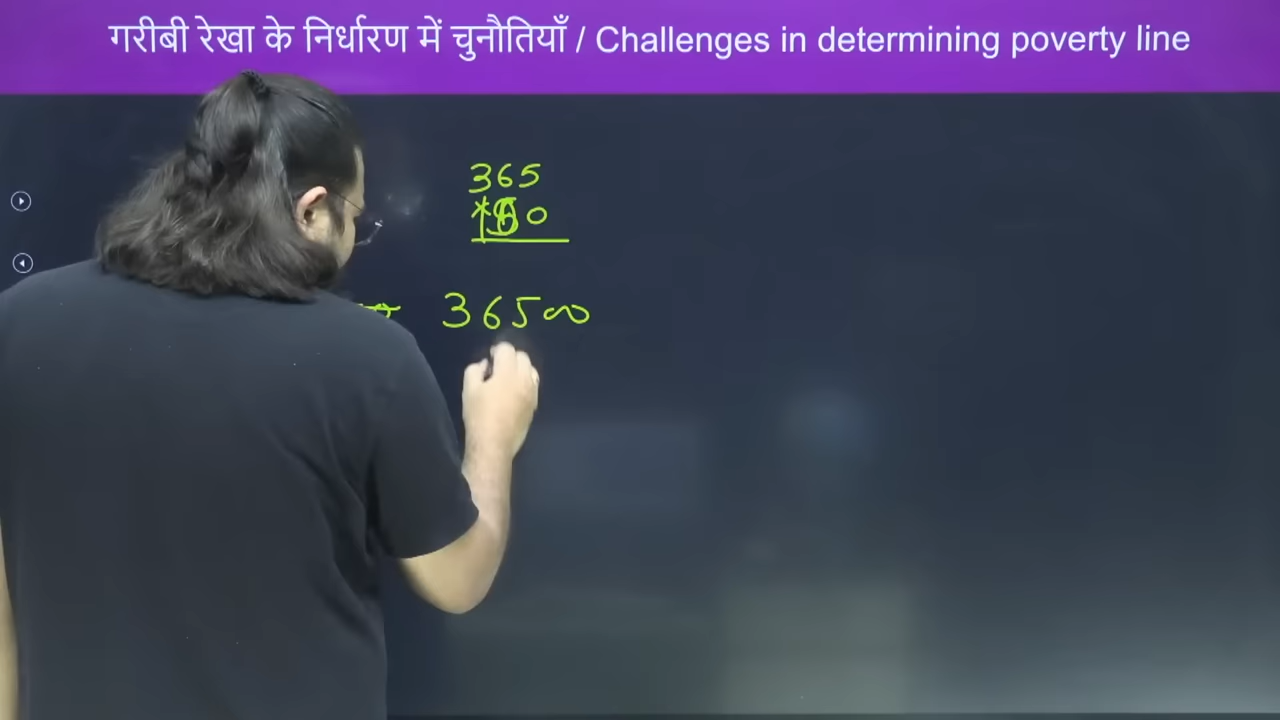 गरीबी रेखा के निर्धारण में चुनौतियाँ / Challenges in determining poverty line
365
36500